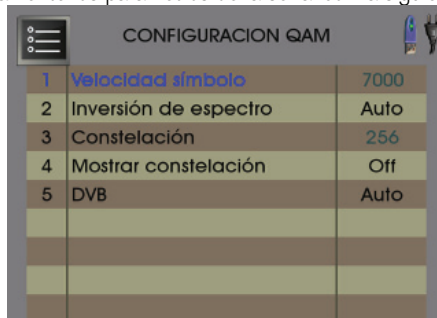 CONFIGURACION QAM
1 Velocidad símbolo 7000
2 Inversión de espectro Auto
3 Constelación 256
4 Mostrar constelación Off
5 DVB Auto